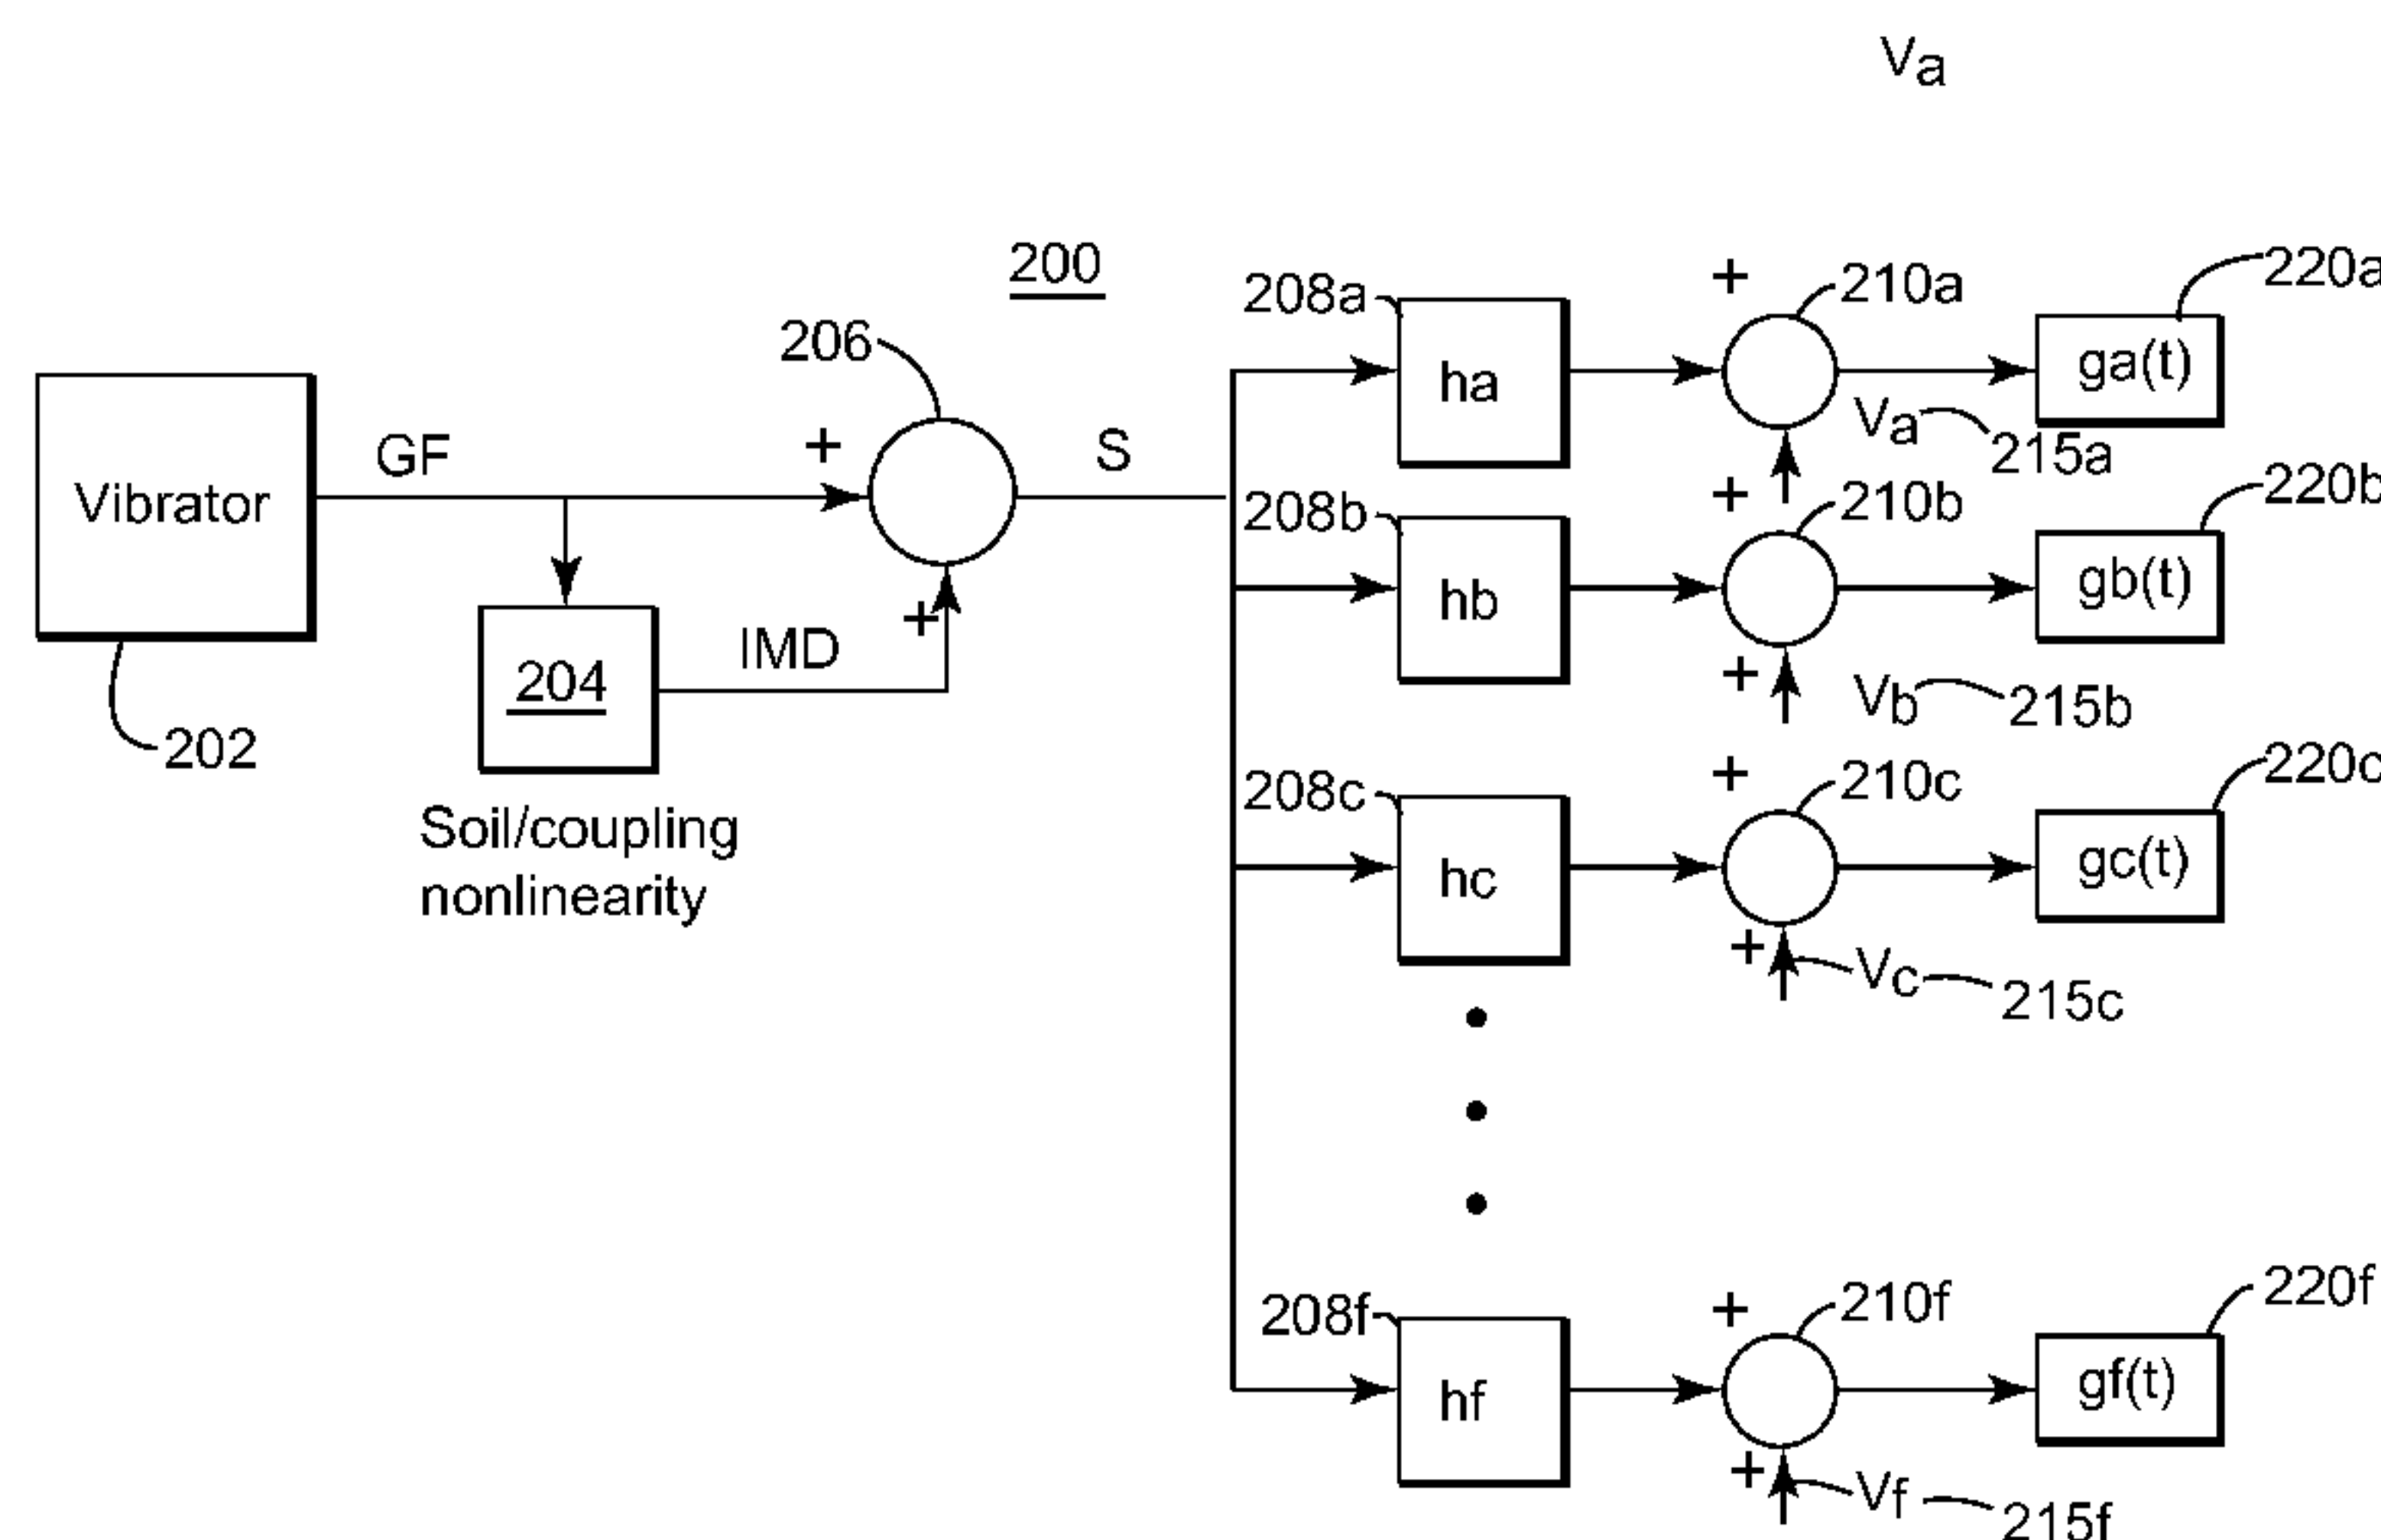 Va
200
208a
+
210a
220a
206
ha
ga(t)
Va
215a
GF
+
S
Vibrator
208b
+
210b
220b
hb
gb(t)
+
IMD
204
+
Vb
215b
202
208c
+
210c
220c
Soil/coupling
nonlinearity
hc
gc(t)
+
Vc
215c
208f
+
210f
220f
hf
gf(t)
+
Vf
215f